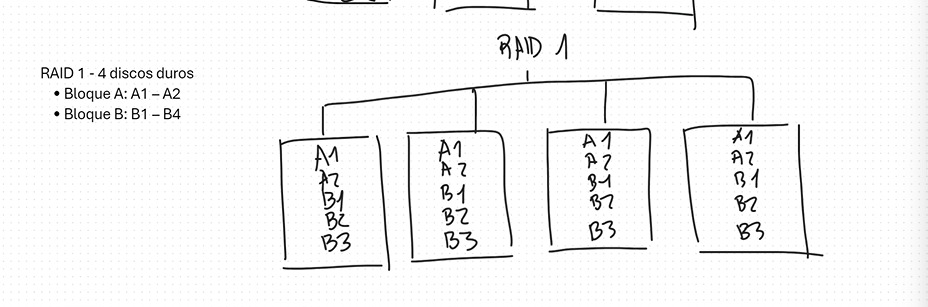 RAID 1
RAID 1 - 4 discos duros
• Bloque A: A1 – A2
• Bloque B: B1 – B4
A1
A2
B1
B2
B3
A1
A2
B1
B2
B3
A1
A2
B1
B2
B3
A1
A2
B1
B2
B3